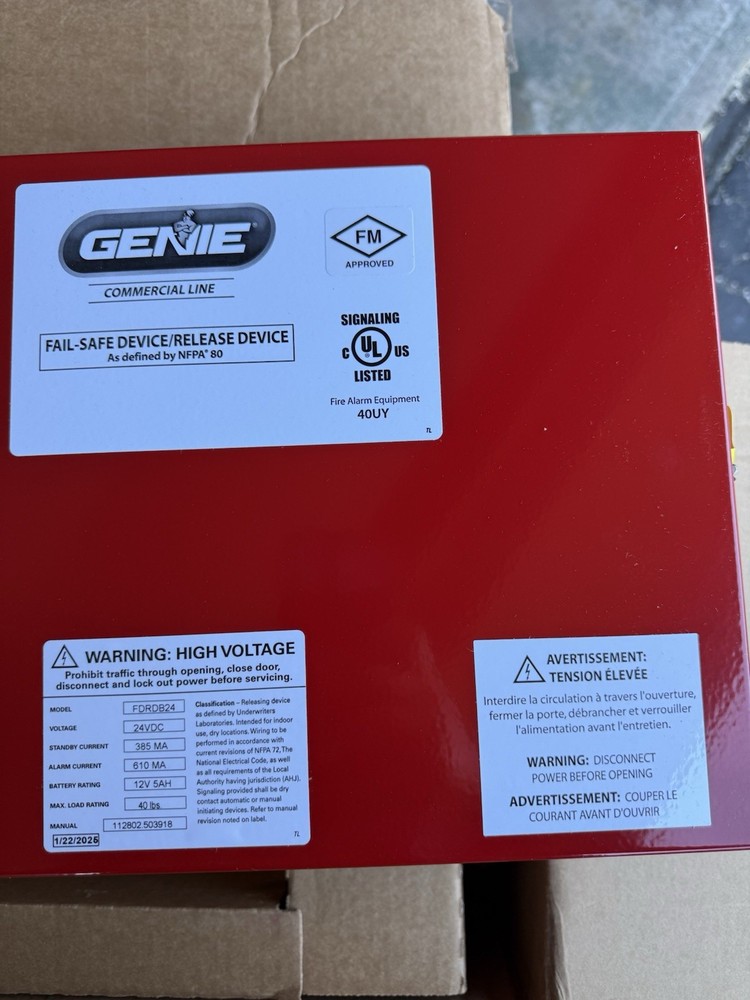 GENIE®
COMMERCIAL LINE
FAIL-SAFE DEVICE/RELEASE DEVICE
As defined by NFPA® 80
FM
APPROVED
SIGNALING
C UL US
LISTED
Fire Alarm Equipment
40UY
TL
WARNING: HIGH VOLTAGE
Prohibit traffic through opening, close door,
disconnect and lock out power before servicing.
MODEL FDRDB24
VOLTAGE 24VDC
STANDBY CURRENT 385 MA
ALARM CURRENT 610 MA
BATTERY RATING 12V 5AH
MAX. LOAD RATING 40 lbs.
MANUAL 112802.503918
1/22/2025
Classification – Releasing device
as defined by Underwriters
Laboratories. Intended for indoor
use, dry locations. Wiring to be
performed in accordance with
current revisions of NFPA 72, The
National Electrical Code, as well
as all requirements of the Local
Authority having jurisdiction (AHJ).
Signaling provided shall be dry
contact automatic or manual
initiating devices. Refer to manual
revision noted on label.
TL
AVERTISSEMENT:
TENSION ÉLEVÉE
Interdire la circulation à travers l'ouverture,
fermer la porte, débrancher et verrouiller
l'alimentation avant l'entretien.
WARNING: DISCONNECT
POWER BEFORE OPENING
ADVERTISSEMENT: COUPER LE
COURANT AVANT D'OUVRIR